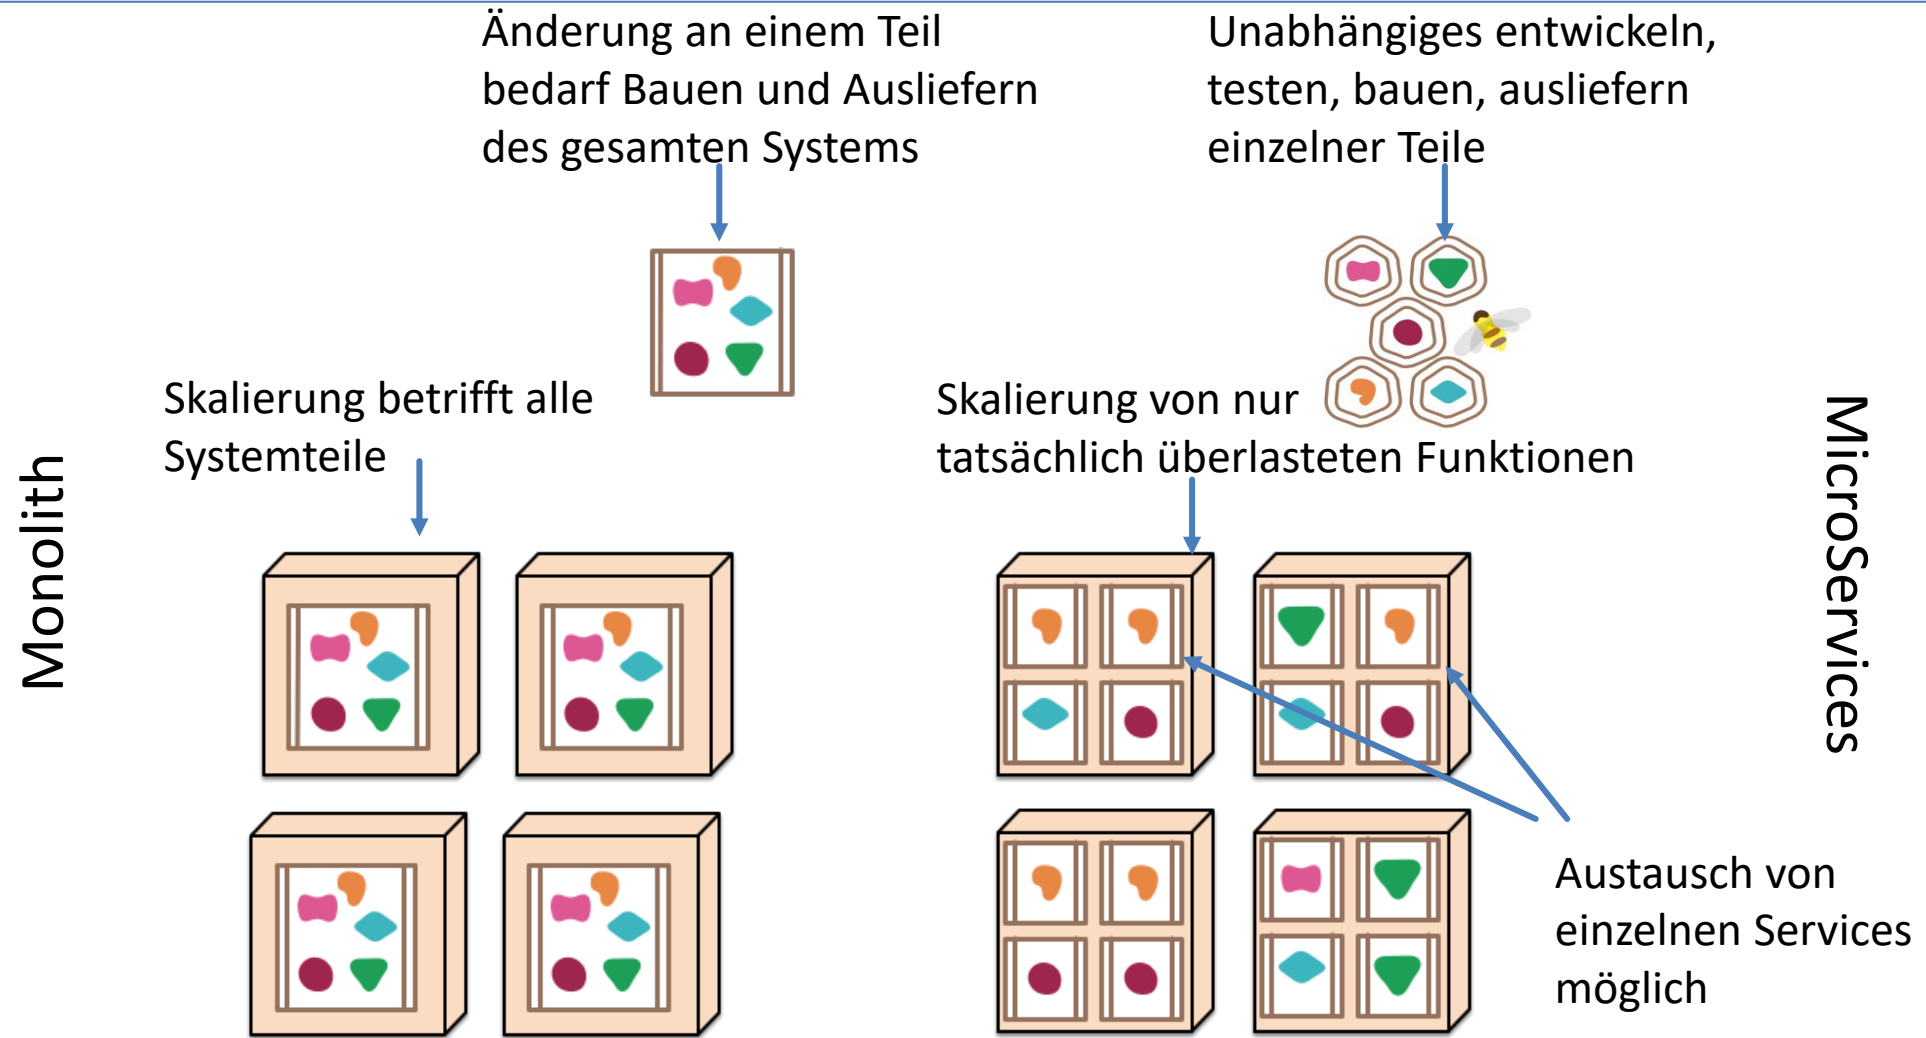 Änderung an einem Teil
bedarf Bauen und Ausliefern
des gesamten Systems
Unabhängiges entwickeln,
testen, bauen, ausliefern
einzelner Teile
Skalierung betrifft alle
Systemteile
Skalierung von nur
tatsächlich überlasteten Funktionen
Monolith
MicroServices
Austausch von
einzelnen Services
möglich